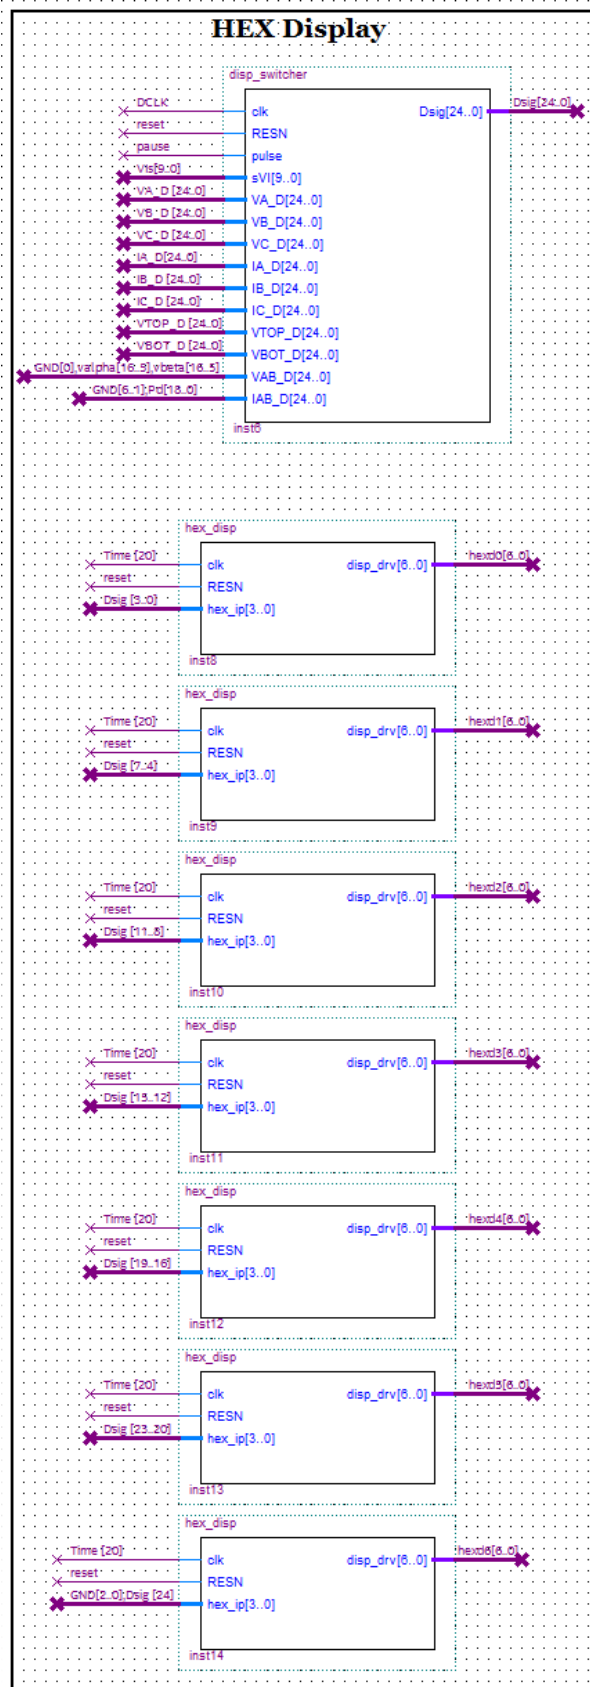 HEX Display
disp_switcher
DCLK clk Dsig[24..0] Dsig[24..0]
reset RESN
pause pulse
Vis[9..0] sVI[9..0]
VA_D [24..0] VA_D[24..0]
VB_D [24..0] VB_D[24..0]
VC_D [24..0] VC_D[24..0]
IA_D[24..0] IA_D[24..0]
IB_D [24..0] IB_D[24..0]
IC_D [24..0] IC_D[24..0]
VTOP_D [24..0] VTOP_D[24..0]
VBOT_D [24..0] VBOT_D[24..0]
GND[0],valpha[16..5],vbeta[16..5] VAB_D[24..0]
GND[6..1],Pd[18..0] IAB_D[24..0]
inst6
hex_disp
Time [20] clk disp_drv[6..0] hexd0[6..0]
reset RESN
Dsig [3..0] hex_ip[3..0]
inst8
hex_disp
Time [20] clk disp_drv[6..0] hexd1[6..0]
reset RESN
Dsig [7..4] hex_ip[3..0]
inst9
hex_disp
Time [20] clk disp_drv[6..0] hexd2[6..0]
reset RESN
Dsig [11..8] hex_ip[3..0]
inst10
hex_disp
Time [20] clk disp_drv[6..0] hexd3[6..0]
reset RESN
Dsig [15..12] hex_ip[3..0]
inst11
hex_disp
Time [20] clk disp_drv[6..0] hexd4[6..0]
reset RESN
Dsig [19..16] hex_ip[3..0]
inst12
hex_disp
Time [20] clk disp_drv[6..0] hexd5[6..0]
reset RESN
Dsig [23..20] hex_ip[3..0]
inst13
hex_disp
Time [20] clk disp_drv[6..0] hexd6[6..0]
reset RESN
GND[2..0],Dsig [24] hex_ip[3..0]
inst14